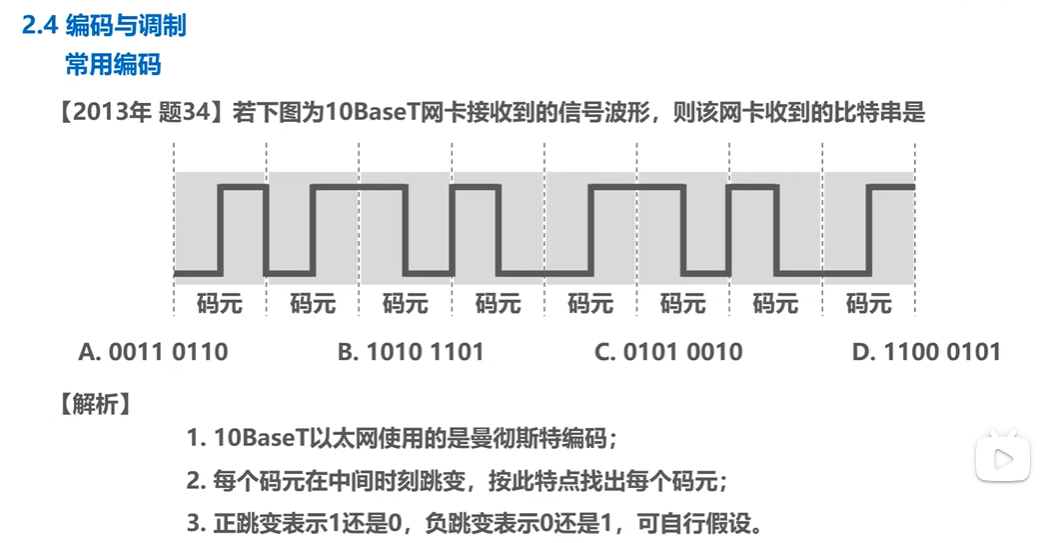 2.4 编码与调制
常用编码
【2013年 题34】若下图为10BaseT网卡接收到的信号波形，则该网卡收到的比特串是
码元 码元 码元 码元 码元 码元 码元 码元
A. 0011 0110 B. 1010 1101 C. 0101 0010 D. 1100 0101
【解析】
1. 10BaseT以太网使用的是曼彻斯特编码；
2. 每个码元在中间时刻跳变，按此特点找出每个码元；
3. 正跳变表示1还是0，负跳变表示0还是1，可自行假设。